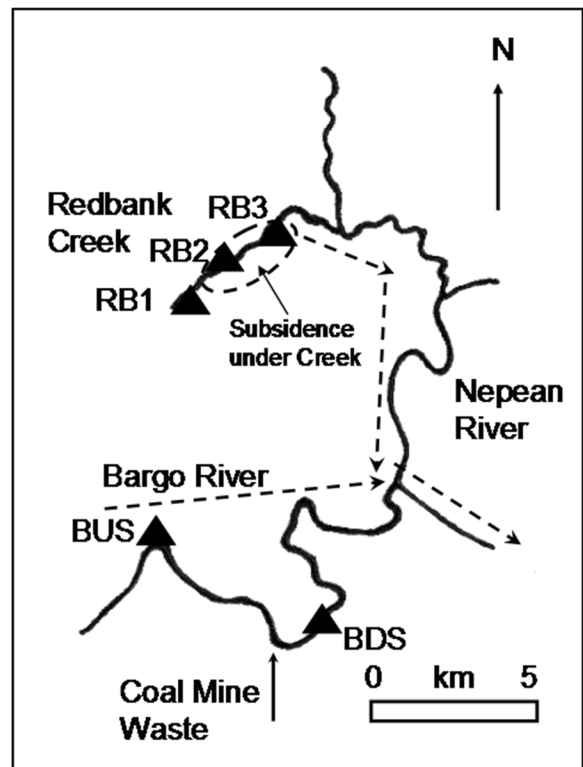 N
Redbank
Creek
RB3
RB2
RB1
Subsidence
under Creek
Nepean
River
Bargo River
BUS
BDS
Coal Mine
Waste
0 km 5